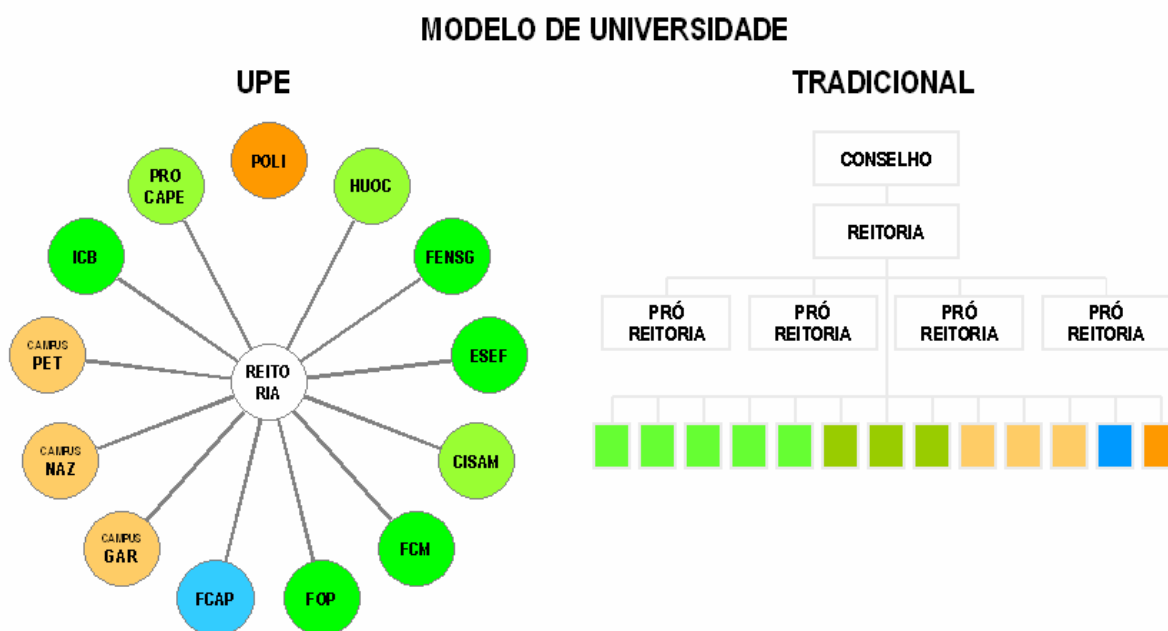 MODELO DE UNIVERSIDADE
UPE
POLI
PRO
CAPE
HUOC
ICB
FENSG
CAMPUS
PET
ESEF
REITO
RIA
CAMPUS
NAZ
CISAM
CAMPUS
GAR
FCM
FCAP
FOP
TRADICIONAL
CONSELHO
REITORIA
PRÓ
REITORIA
PRÓ
REITORIA
PRÓ
REITORIA
PRÓ
REITORIA